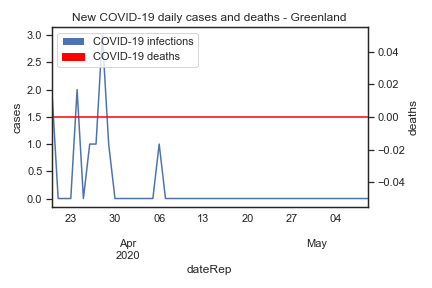 New COVID-19 daily cases and deaths - Greenland
COVID-19 infections
COVID-19 deaths
3.0
2.5
2.0
1.5
1.0
0.5
0.0
cases
0.04
0.02
0.00
−0.02
−0.04
deaths
23 30 06 13 20 27 04
Apr May
2020
dateRep